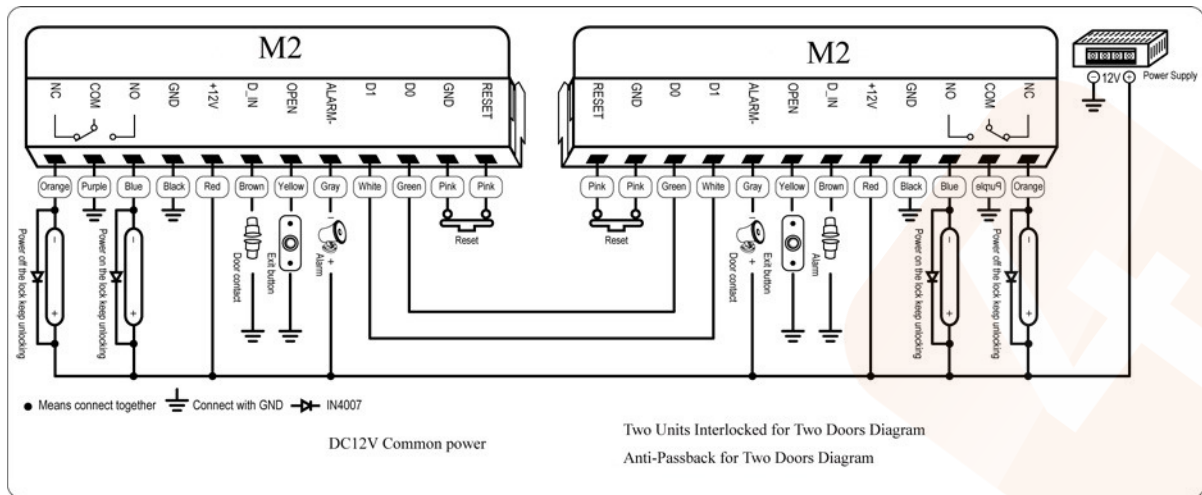 M2
M2
NC COM NO GND +12V D_IN OPEN ALARM- D1 D0 GND RESET
RESET GND D0 D1 ALARM- OPEN D_IN +12V GND NO COM NC
− 12V + Power Supply
Orange Purple Blue Black Red Brown Yellow Gray White Green Pink Pink
Pink Pink Green White Gray Yellow Brown Red Black Blue Purple Orange
Power off the lock keep unlocking
− +
Power on the lock keep unlocking
− +
Door contact
Exit button
− Alarm +
Reset
Reset
− Door contact +
Exit button
Alarm
Power on the lock keep unlocking
− +
Power off the lock keep unlocking
− +
● Means connect together Connect with GND IN4007
DC12V Common power
Two Units Interlocked for Two Doors Diagram
Anti-Passback for Two Doors Diagram